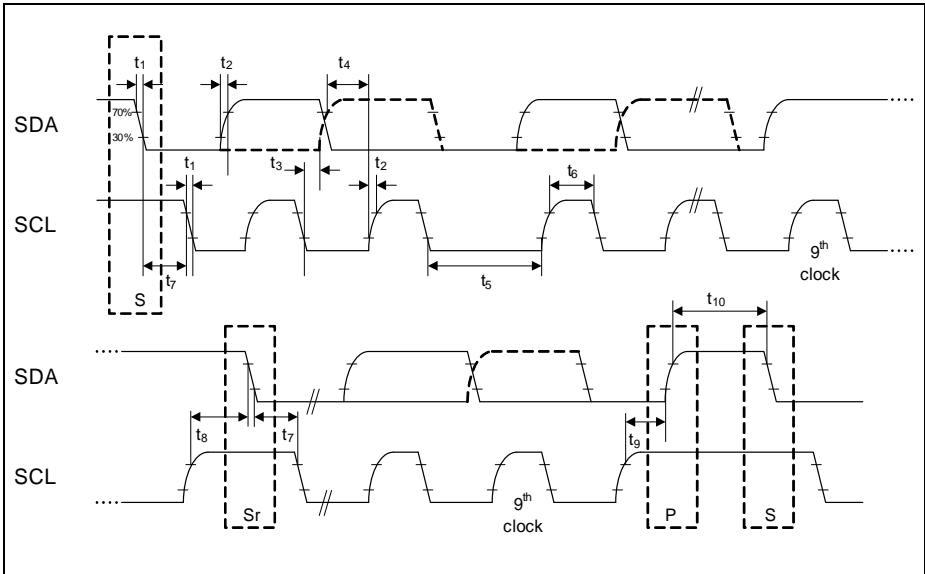 t1 t2 t4
SDA
70%
30%
t1 t3 t2 t6
SCL
t7 t5
9th
clock
S
t10
SDA
t8 t7 t9
SCL
Sr
9th
clock
P S